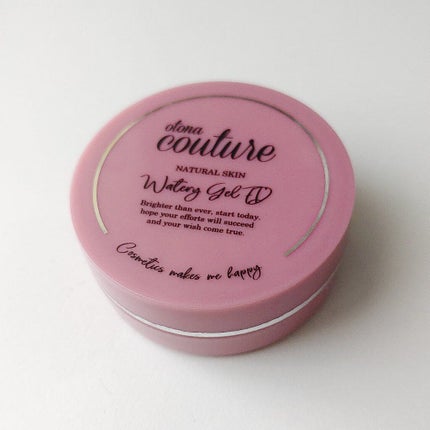 otona
couture
NATURAL SKIN
Watery Gel
Brighter than ever, start today.
hope your efforts will succeed
and your wish come true.
Cosmetics makes me happy